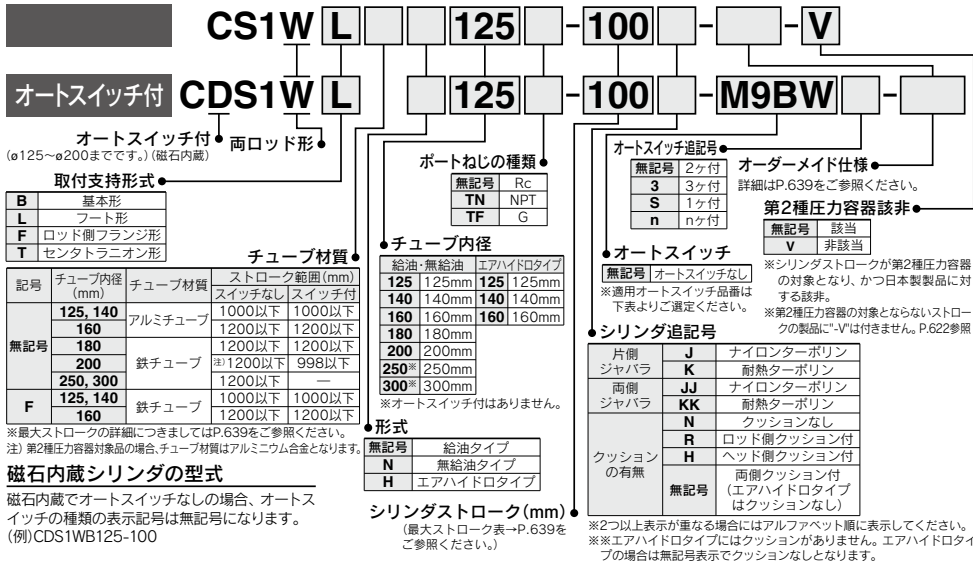 CS1W L 125 - 100 - - V
オートスイッチ付 CDS1W L 125 - 100 - M9BW -
オートスイッチ付
(ø125～ø200までです。)(磁石内蔵)
両ロッド形
取付支持形式
B 基本形
L フート形
F ロッド側フランジ形
T センタトラニオン形
チューブ材質
記号 チューブ内径(mm) チューブ材質 ストローク範囲(mm)
スイッチなし スイッチ付
無記号 125, 140 アルミチューブ 1000以下 1000以下
160 1200以下 1200以下
180 鉄チューブ 1200以下 1200以下
200 注)1200以下 998以下
250, 300 1200以下 —
F 125, 140 鉄チューブ 1000以下 1000以下
160 1200以下 1200以下
※最大ストロークの詳細につきましてはP.639をご参照ください。
注) 第2種圧力容器対象品の場合、チューブ材質はアルミニウム合金となります。
磁石内蔵シリンダの型式
磁石内蔵でオートスイッチなしの場合、オートス
イッチの種類の表示記号は無記号になります。
(例)CDS1WB125-100
ポートねじの種類
無記号 Rc
TN NPT
TF G
チューブ内径
給油・無給油 エアハイドロタイプ
125 125mm 125 125mm
140 140mm 140 140mm
160 160mm 160 160mm
180 180mm
200 200mm
250※ 250mm
300※ 300mm
※オートスイッチ付はありません。
形式
無記号 給油タイプ
N 無給油タイプ
H エアハイドロタイプ
シリンダストローク(mm)
(最大ストローク表→P.639を
ご参照ください。)
オートスイッチ追記号
無記号 2ヶ付
3 3ヶ付
S 1ヶ付
n nヶ付
オートスイッチ
無記号 オートスイッチなし
※適用オートスイッチ品番は
下表よりご選定ください。
オーダーメイド仕様
詳細はP.639をご参照ください。
第2種圧力容器該非
無記号 該当
V 非該当
※シリンダストロークが第2種圧力容器
の対象となり、かつ日本製製品に対
する該非。
※第2種圧力容器の対象とならないストロー
クの製品に"-V"は付きません。P.622参照
シリンダ追記号
片側ジャバラ J ナイロンターポリン
K 耐熱ターポリン
両側ジャバラ JJ ナイロンターポリン
KK 耐熱ターポリン
クッションの有無 N クッションなし
R ロッド側クッション付
H ヘッド側クッション付
無記号 両側クッション付
(エアハイドロタイプ
はクッションなし)
※2つ以上表示が重なる場合にはアルファベット順に表示してください。
※※エアハイドロタイプにはクッションがありません。エアハイドロタイ
プの場合は無記号表示でクッションなしとなります。